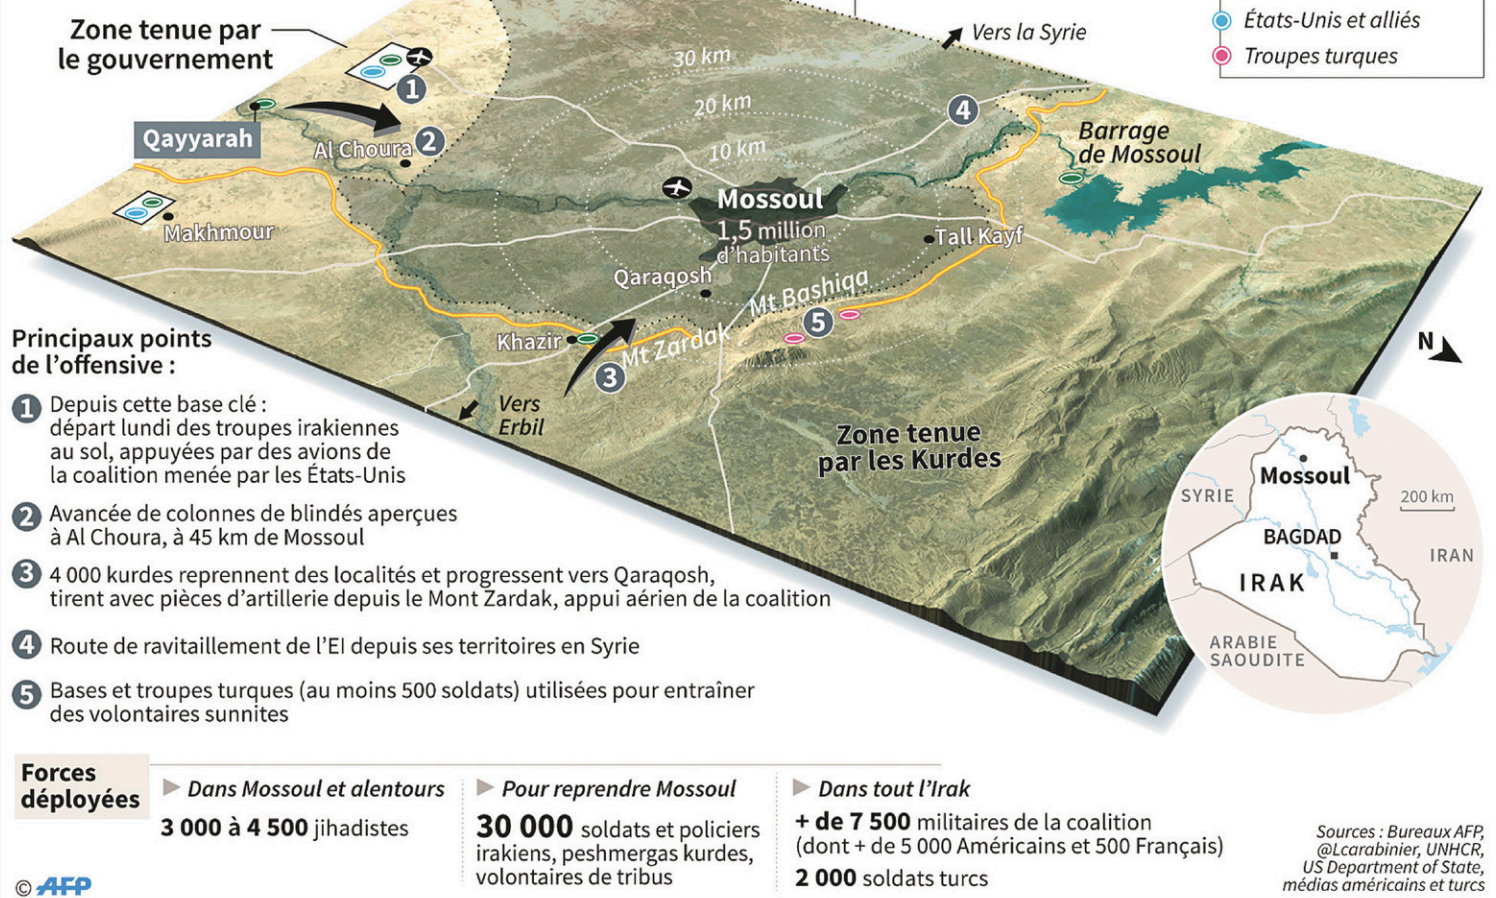 États-Unis et alliés
Troupes turques
Zone tenue par
le gouvernement
Vers la Syrie
30 km
20 km
10 km
1
2
4
Qayyarah
Al Choura
Barrage
de Mossoul
Mossoul
1,5 million
d'habitants
Makhmour
Tall Kayf
Qaraqosh
Mt Bashiqa
5
Khazir
Mt Zardak
3
N
Vers
Erbil
Zone tenue
par les Kurdes
Principaux points
de l'offensive :
1 Depuis cette base clé :
départ lundi des troupes irakiennes
au sol, appuyées par des avions de
la coalition menée par les États-Unis
2 Avancée de colonnes de blindés aperçues
à Al Choura, à 45 km de Mossoul
3 4 000 kurdes reprennent des localités et progressent vers Qaraqosh,
tirent avec pièces d'artillerie depuis le Mont Zardak, appui aérien de la coalition
4 Route de ravitaillement de l'EI depuis ses territoires en Syrie
5 Bases et troupes turques (au moins 500 soldats) utilisées pour entraîner
des volontaires sunnites
Mossoul
SYRIE
200 km
BAGDAD
IRAN
IRAK
ARABIE
SAOUDITE
Forces
déployées
Dans Mossoul et alentours
3 000 à 4 500 jihadistes
Pour reprendre Mossoul
30 000 soldats et policiers
irakiens, peshmergas kurdes,
volontaires de tribus
Dans tout l'Irak
+ de 7 500 militaires de la coalition
(dont + de 5 000 Américains et 500 Français)
2 000 soldats turcs
Sources : Bureaux AFP,
@Lcarabinier, UNHCR,
US Department of State,
médias américains et turcs
© AFP